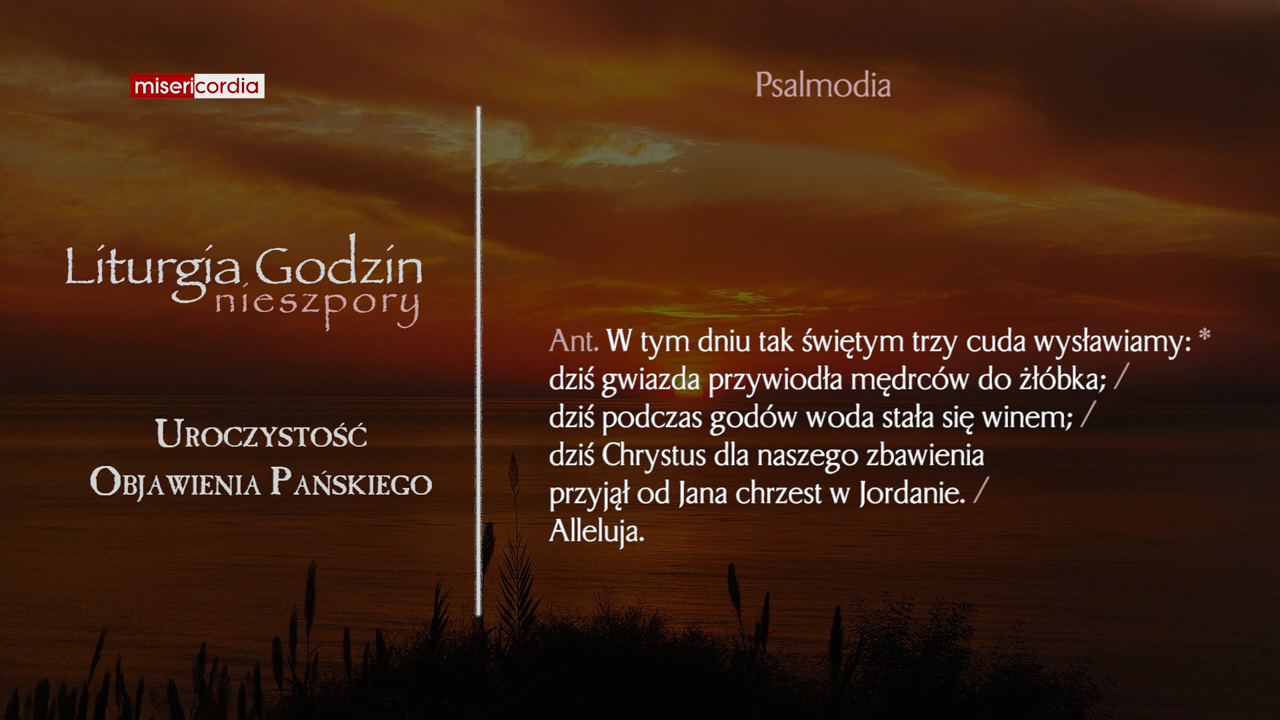 misericordia
Psalmodia
Liturgia Godzin
nieszpory
Uroczystość
Objawienia Pańskiego
Ant. W tym dniu tak świętym trzy cuda wysławiamy: *
dziś gwiazda przywiodła mędrców do żłóbka; /
dziś podczas godów woda stała się winem; /
dziś Chrystus dla naszego zbawienia
przyjął od Jana chrzest w Jordanie. /
Alleluja.